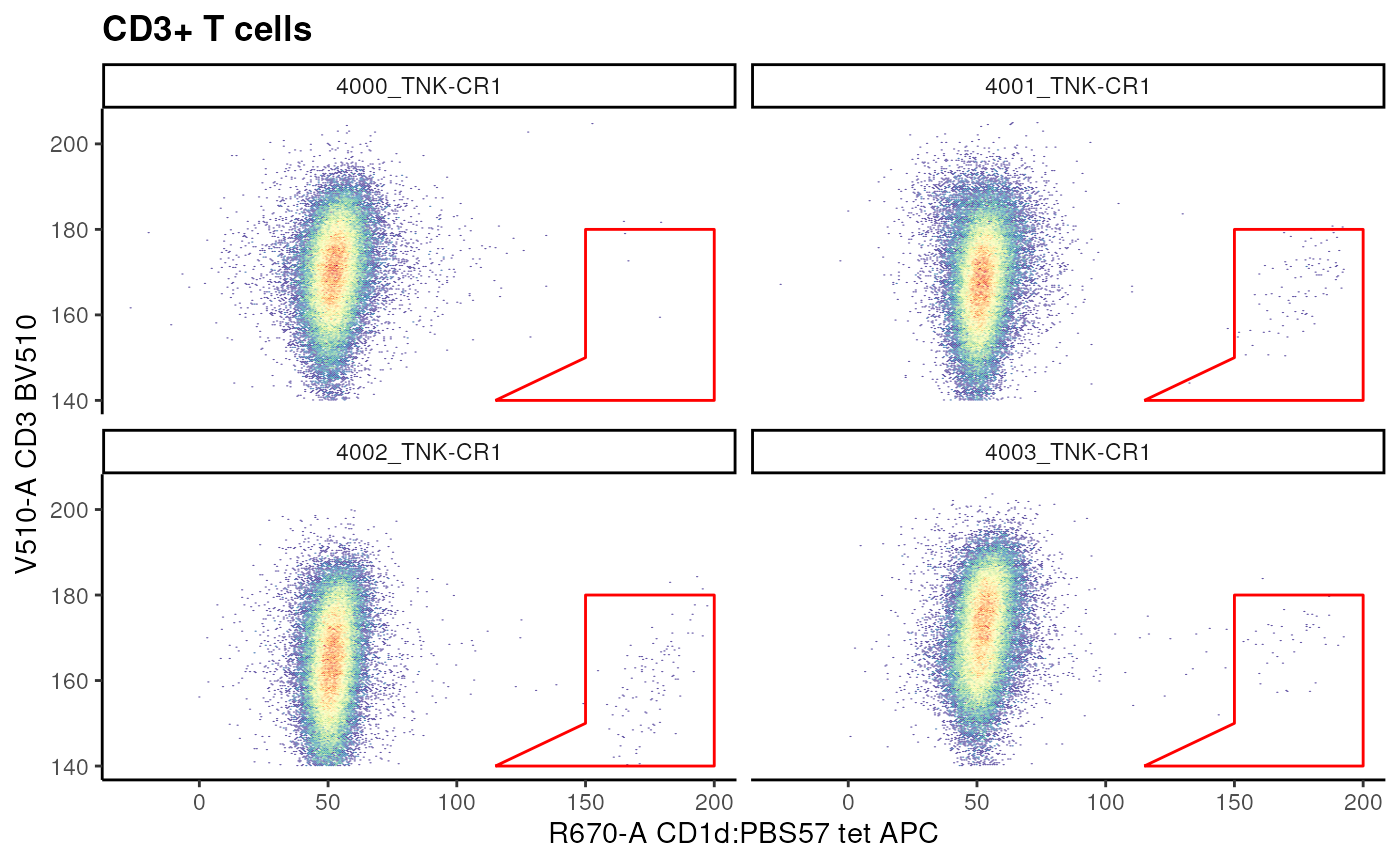 CD3+ T cells
4000_TNK-CR1
4001_TNK-CR1
200
180
160
140
4002_TNK-CR1
4003_TNK-CR1
200
180
160
140
V510-A CD3 BV510
0 50 100 150 200
0 50 100 150 200
R670-A CD1d:PBS57 tet APC